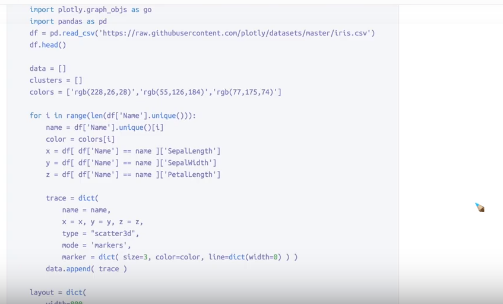 import plotly.graph_objs as go
import pandas as pd
df = pd.read_csv('https://raw.githubusercontent.com/plotly/datasets/master/iris.csv')
df.head()
data = []
clusters = []
colors = ['rgb(228,26,28)','rgb(55,126,184)','rgb(77,175,74)']
for i in range(len(df['Name'].unique())):
name = df['Name'].unique()[i]
color = colors[i]
x = df[ df['Name'] == name ]['SepalLength']
y = df[ df['Name'] == name ]['SepalWidth']
z = df[ df['Name'] == name ]['PetalLength']
trace = dict(
name = name,
x = x, y = y, z = z,
type = "scatter3d",
mode = 'markers',
marker = dict( size=3, color=color, line=dict(width=0) ) )
data.append( trace )
layout = dict(
width=800